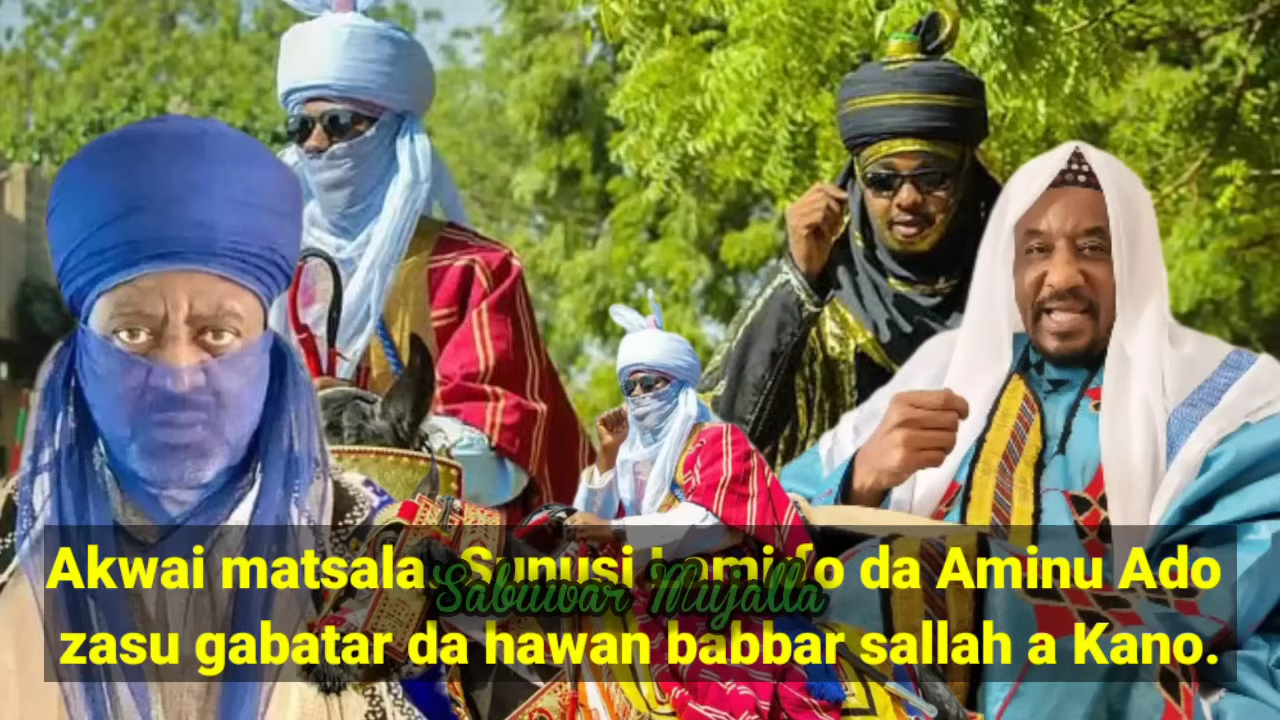 Akwai matsala. Sunusi Lamido da Aminu Ado
zasu gabatar da hawan babbar sallah a Kano.
Sabuwar Mujalla